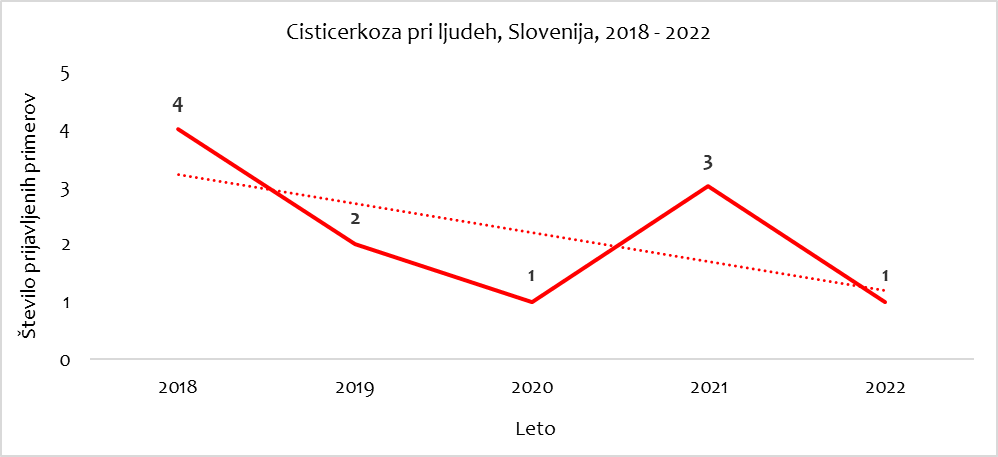 Cisticerkoza pri ljudeh, Slovenija, 2018 - 2022
Število prijavljenih primerov
5
4
3
2
1
0
4
2
1
3
1
2018 2019 2020 2021 2022
Leto